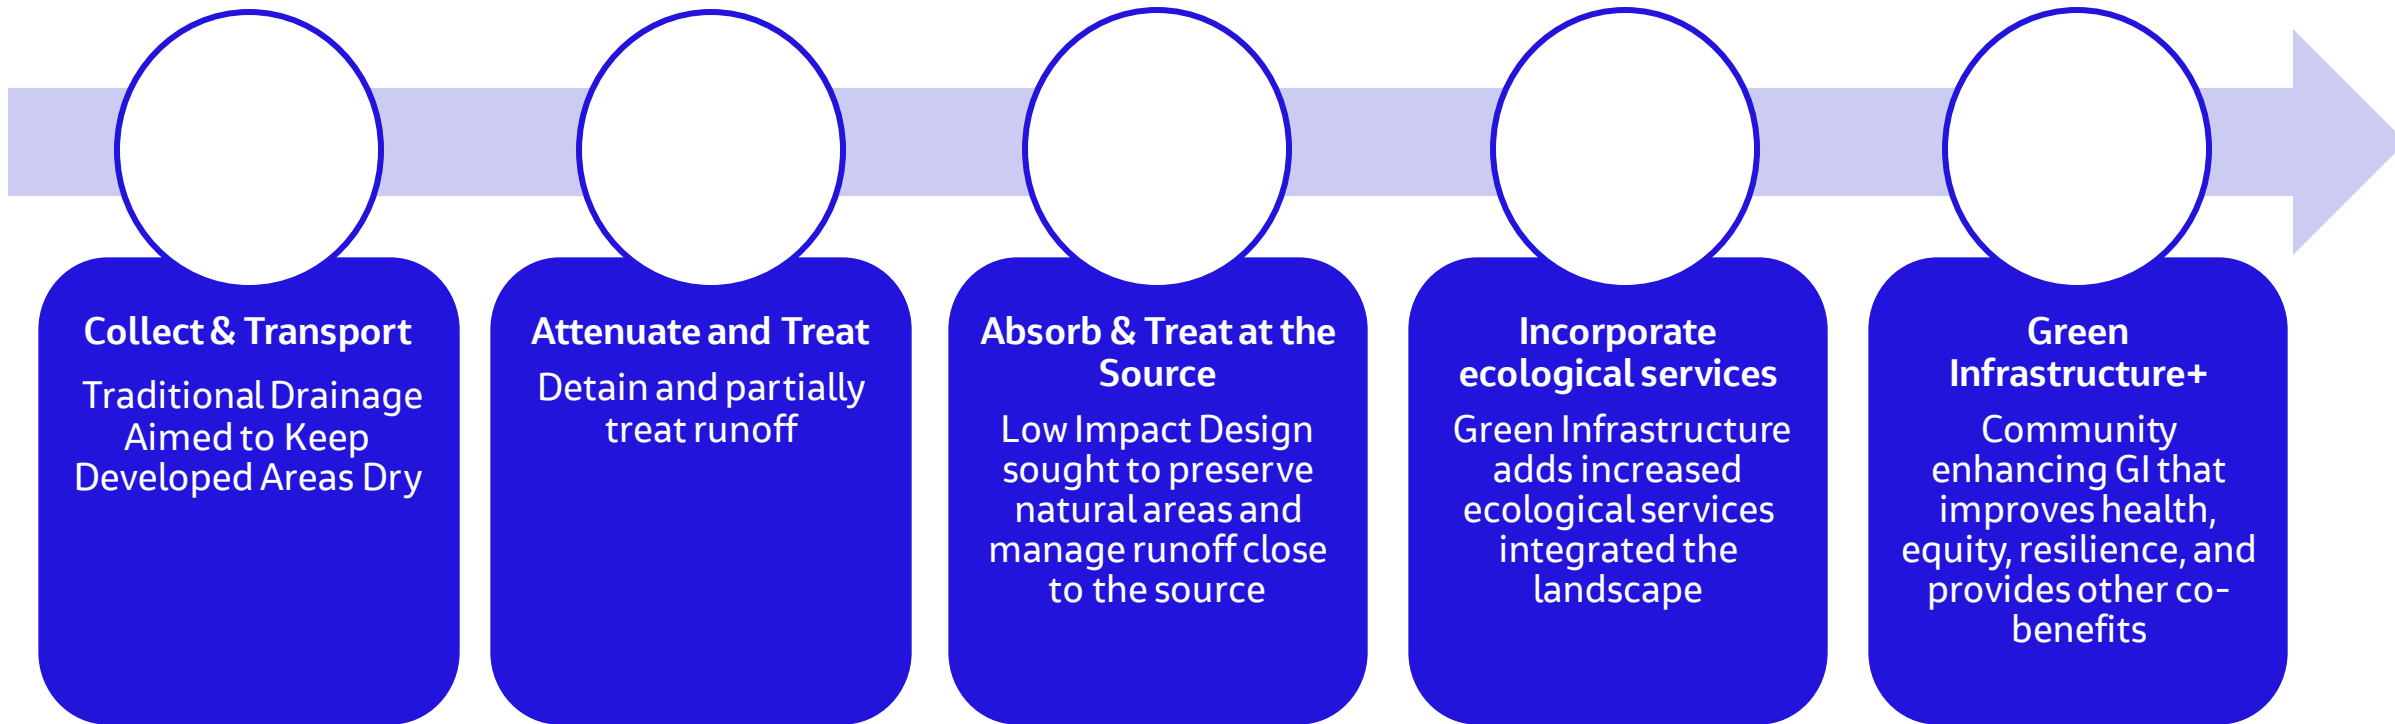 Collect & Transport
Traditional Drainage
Aimed to Keep
Developed Areas Dry
Attenuate and Treat
Detain and partially
treat runoff
Absorb & Treat at the
Source
Low Impact Design
sought to preserve
natural areas and
manage runoff close
to the source
Incorporate
ecological services
Green Infrastructure
adds increased
ecological services
integrated the
landscape
Green
Infrastructure+
Community
enhancing GI that
improves health,
equity, resilience, and
provides other co-
benefits